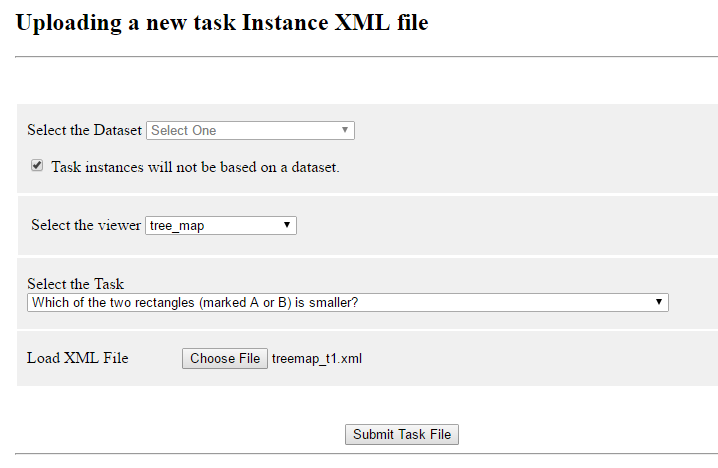 Uploading a new task Instance XML file
Select the Dataset Select One
Task instances will not be based on a dataset.
Select the viewer tree_map
Select the Task
Which of the two rectangles (marked A or B) is smaller?
Load XML File Choose File treemap_t1.xml
Submit Task File